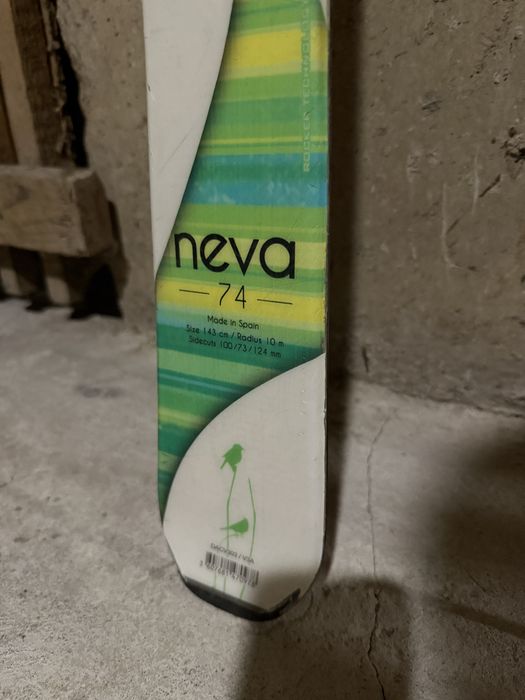 ROCKER TECHNOLOGY
neva
— 74 —
Made in Spain
Size 143 cm / Radius 10 m
Sidecuts 100/73/124 mm